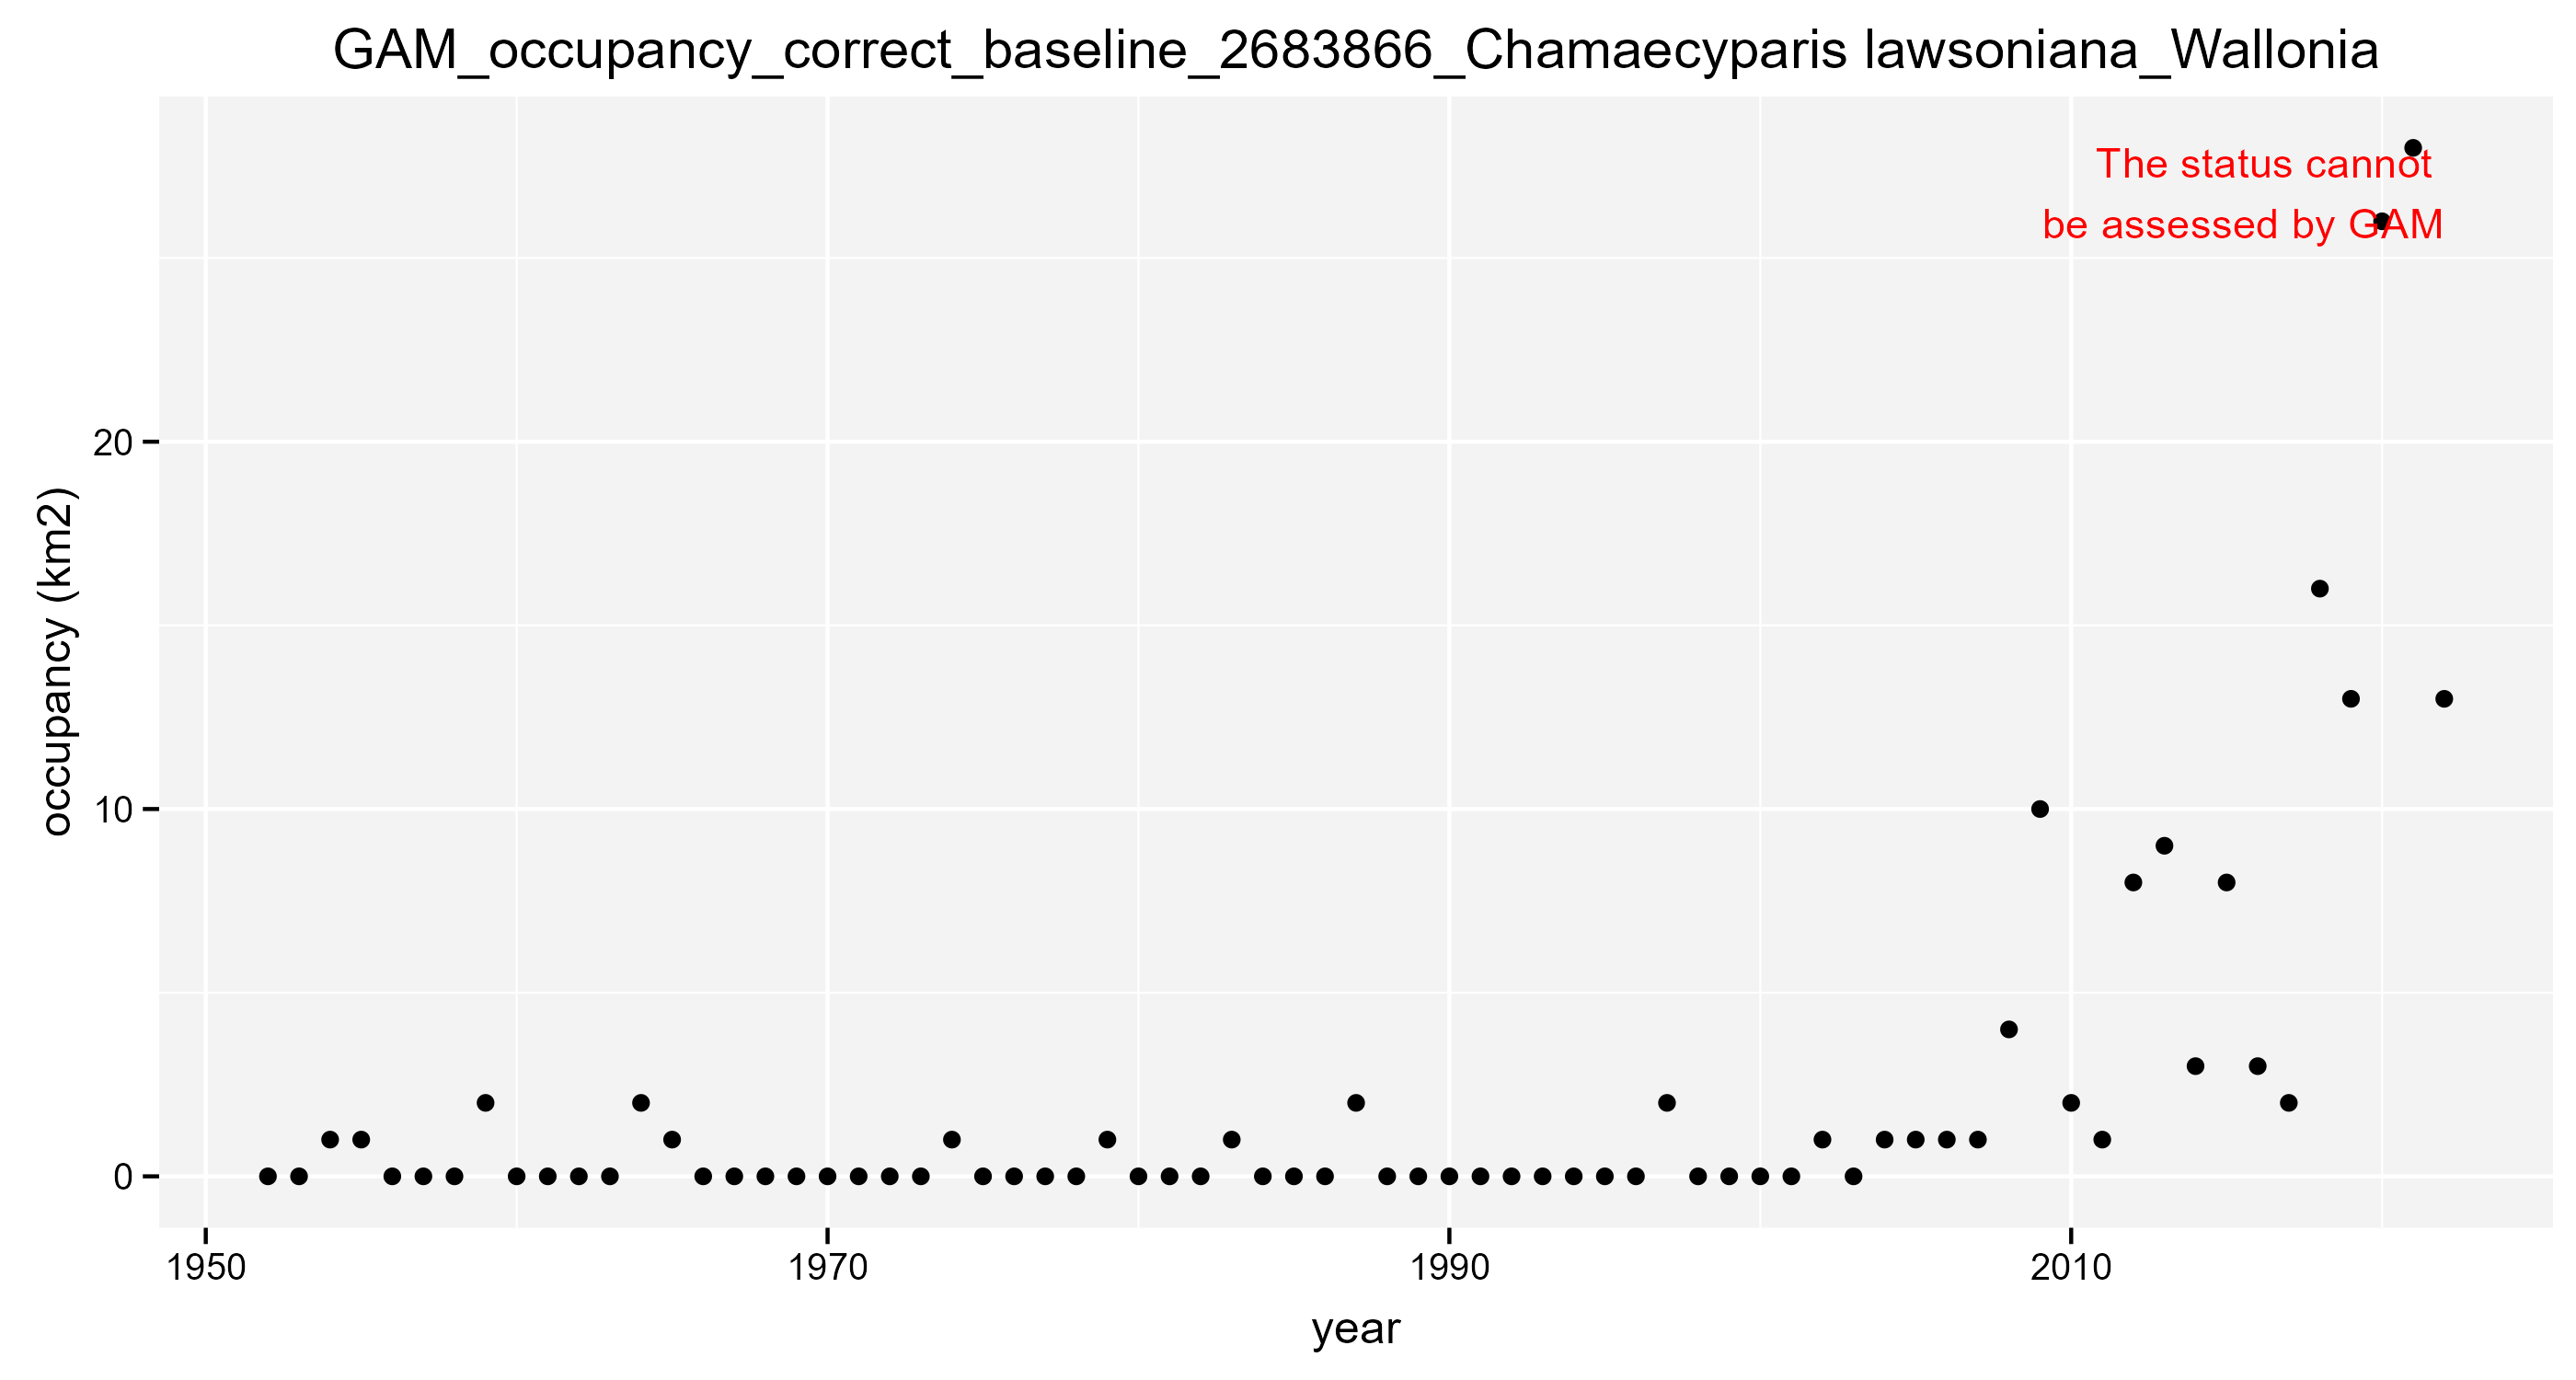 GAM_occupancy_correct_baseline_2683866_Chamaecyparis lawsoniana_Wallonia
The status cannot
be assessed by GAM
20
10
0
occupancy (km2)
1950 1970 1990 2010
year